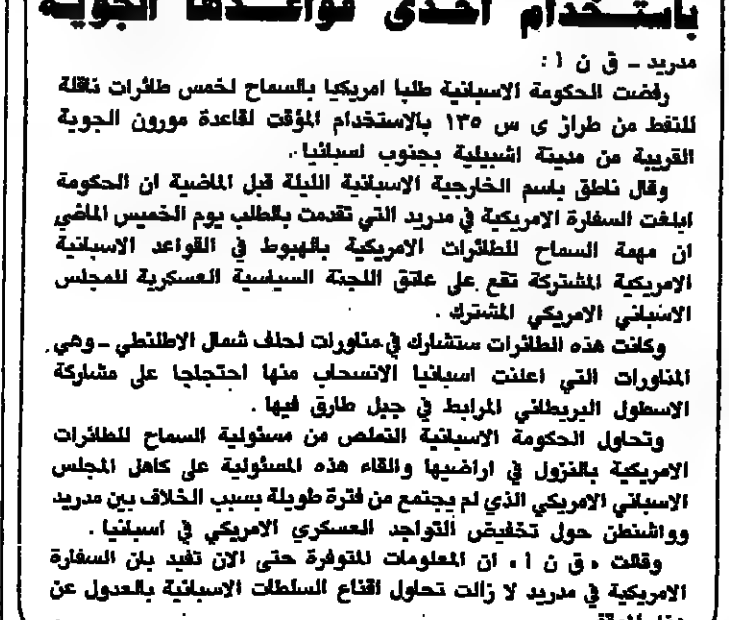 باستخدام احدى قواعدها الجوية
مدريد ـ ق ن ا :
رفضت الحكومة الاسبانية طلبا امريكيا بالسماح لخمس طائرات ناقلة
للنفط من طراز ى س ١٣٥ بالاستخدام المؤقت لقاعدة مورون الجوية
القريبة من مدينة اشبيلية بجنوب اسبانيا .
وقال ناطق باسم الخارجية الاسبانية الليلة قبل الماضية ان الحكومة
ابلغت السفارة الامريكية في مدريد التي تقدمت بالطلب يوم الخميس الماضي
ان مهمة السماح للطائرات الامريكية بالهبوط في القواعد الاسبانية
الامريكية المشتركة تقع على عاتق اللجنة السياسية العسكرية للمجلس
الاسباني الامريكي المشترك .
وكانت هذه الطائرات ستشارك في مناورات لحلف شمال الاطلنطي ـ وهي
المناورات التي اعلنت اسبانيا الانسحاب منها احتجاجا على مشاركة
الاسطول البريطاني المرابط في جبل طارق فيها .
وتحاول الحكومة الاسبانية التملص من مسئولية السماح للطائرات
الامريكية بالنزول في اراضيها والقاء هذه المسئولية على كاهل المجلس
الاسباني الامريكي الذي لم يجتمع من فترة طويلة بسبب الخلاف بين مدريد
وواشنطن حول تخفيض التواجد العسكري الامريكي في اسبانيا .
وقالت « ق ن ا » ان المعلومات المتوفرة حتى الان تفيد بان السفارة
الامريكية في مدريد لا زالت تحاول اقناع السلطات الاسبانية بالعدول عن